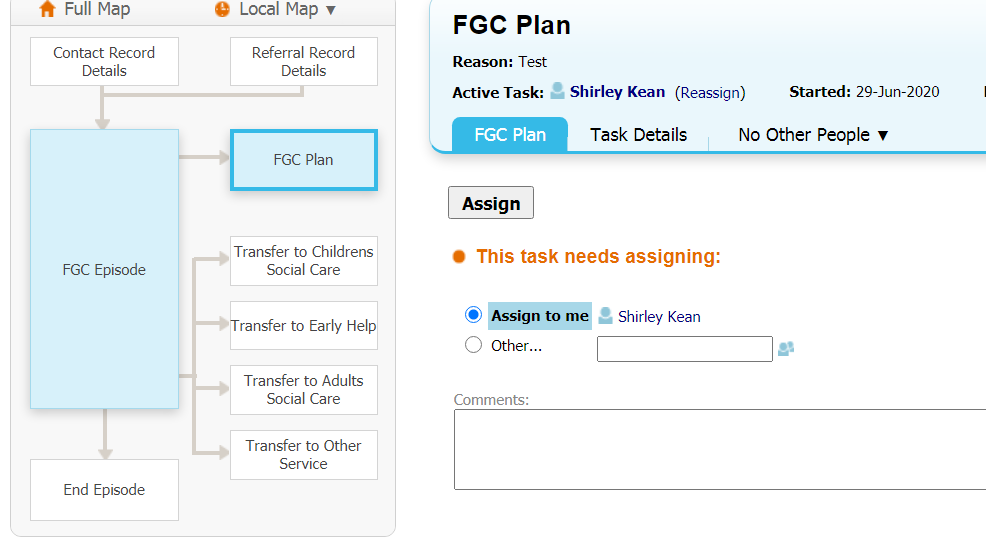 Full Map
Local Map ▼
Contact Record
Details
Referral Record
Details
FGC Episode
FGC Plan
Transfer to Childrens
Social Care
Transfer to Early Help
Transfer to Adults
Social Care
Transfer to Other
Service
End Episode
FGC Plan
Reason: Test
Active Task: Shirley Kean (Reassign) Started: 29-Jun-2020
FGC Plan Task Details No Other People ▼
Assign
This task needs assigning:
Assign to me Shirley Kean
Other...
Comments: